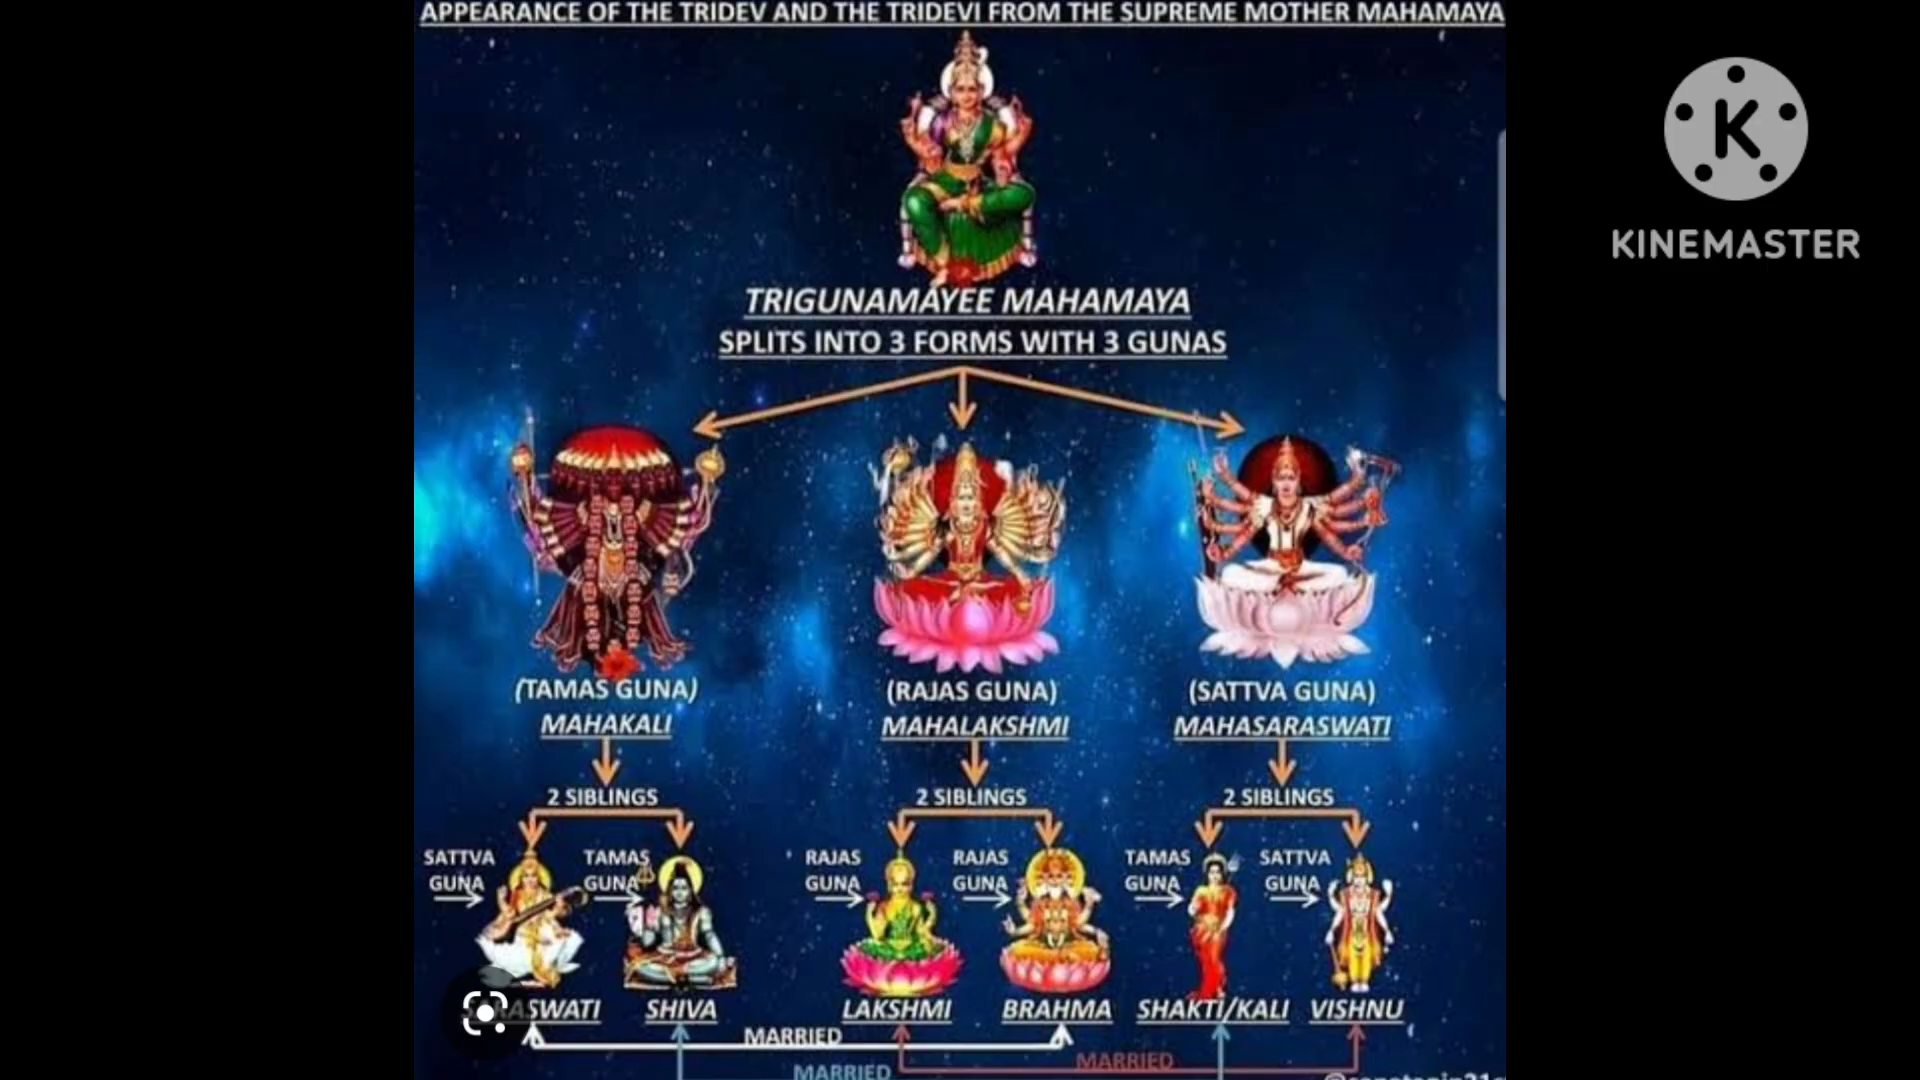 APPEARANCE OF THE TRIDEV AND THE TRIDEVI FROM THE SUPREME MOTHER MAHAMAYA
K
KINEMASTER
TRIGUNAMAYEE MAHAMAYA
SPLITS INTO 3 FORMS WITH 3 GUNAS
(TAMAS GUNA) (RAJAS GUNA) (SATTVA GUNA)
MAHAKALI MAHALAKSHMI MAHASARASWATI
2 SIBLINGS 2 SIBLINGS 2 SIBLINGS
SATTVA TAMAS RAJAS RAJAS TAMAS SATTVA
GUNA GUNA GUNA GUNA GUNA GUNA
SARASWATI SHIVA LAKSHMI BRAHMA SHAKTI/KALI VISHNU
MARRIED
MARRIED
MARRIED